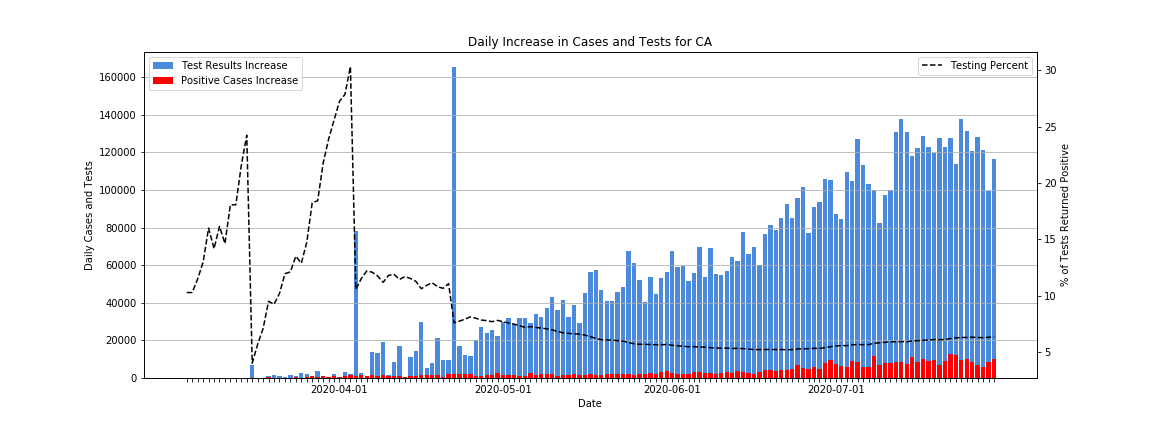 Daily Increase in Cases and Tests for CA
Test Results Increase
Positive Cases Increase
Testing Percent
160000
140000
120000
100000
80000
60000
40000
20000
0
Daily Cases and Tests
30
25
20
15
10
5
% of Tests Returned Positive
2020-04-01
2020-05-01
2020-06-01
2020-07-01
Date